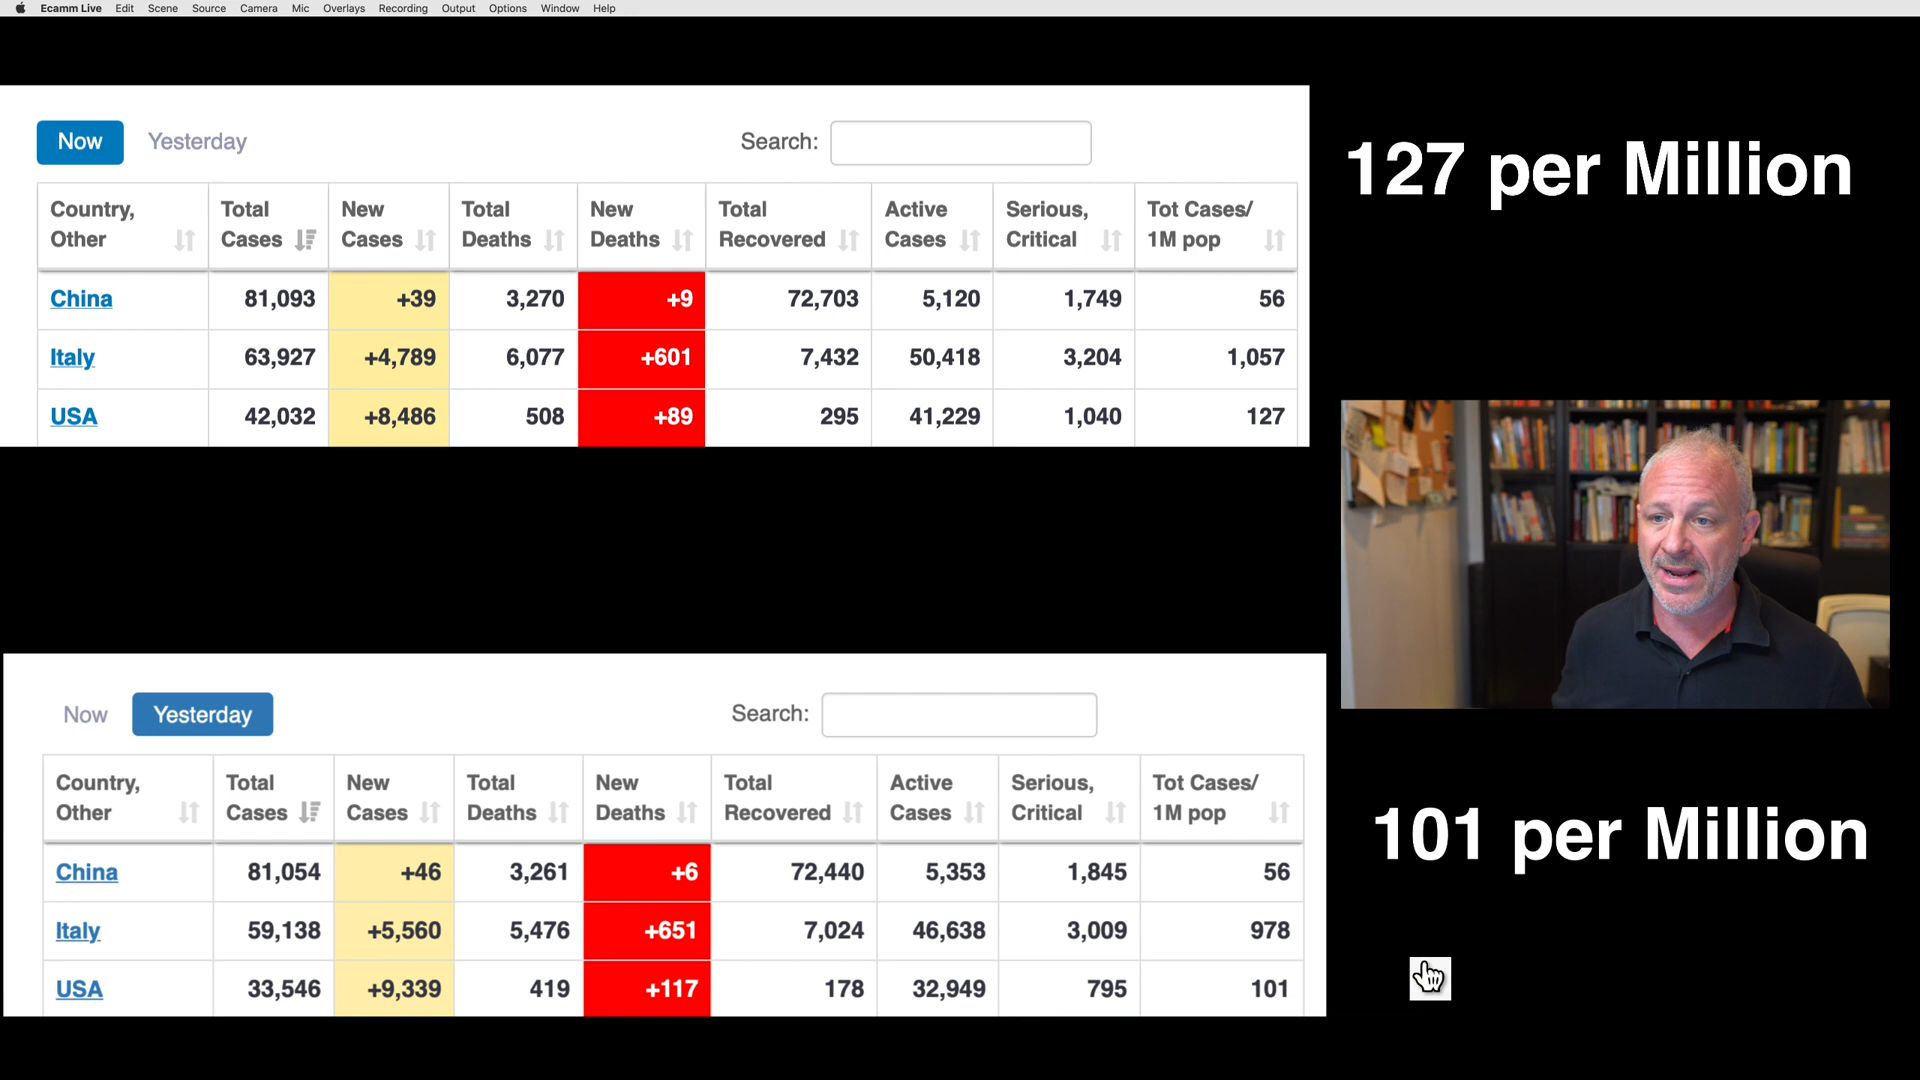 Ecamm Live Edit Scene Source Camera Mic Overlays Recording Output Options Window Help
Now Yesterday Search:
127 per Million
Country, Other Total Cases New Cases Total Deaths New Deaths Total Recovered Active Cases Serious, Critical Tot Cases/ 1M pop
China 81,093 +39 3,270 +9 72,703 5,120 1,749 56
Italy 63,927 +4,789 6,077 +601 7,432 50,418 3,204 1,057
USA 42,032 +8,486 508 +89 295 41,229 1,040 127
Now Yesterday Search:
Country, Other Total Cases New Cases Total Deaths New Deaths Total Recovered Active Cases Serious, Critical Tot Cases/ 1M pop
101 per Million
China 81,054 +46 3,261 +6 72,440 5,353 1,845 56
Italy 59,138 +5,560 5,476 +651 7,024 46,638 3,009 978
USA 33,546 +9,339 419 +117 178 32,949 795 101